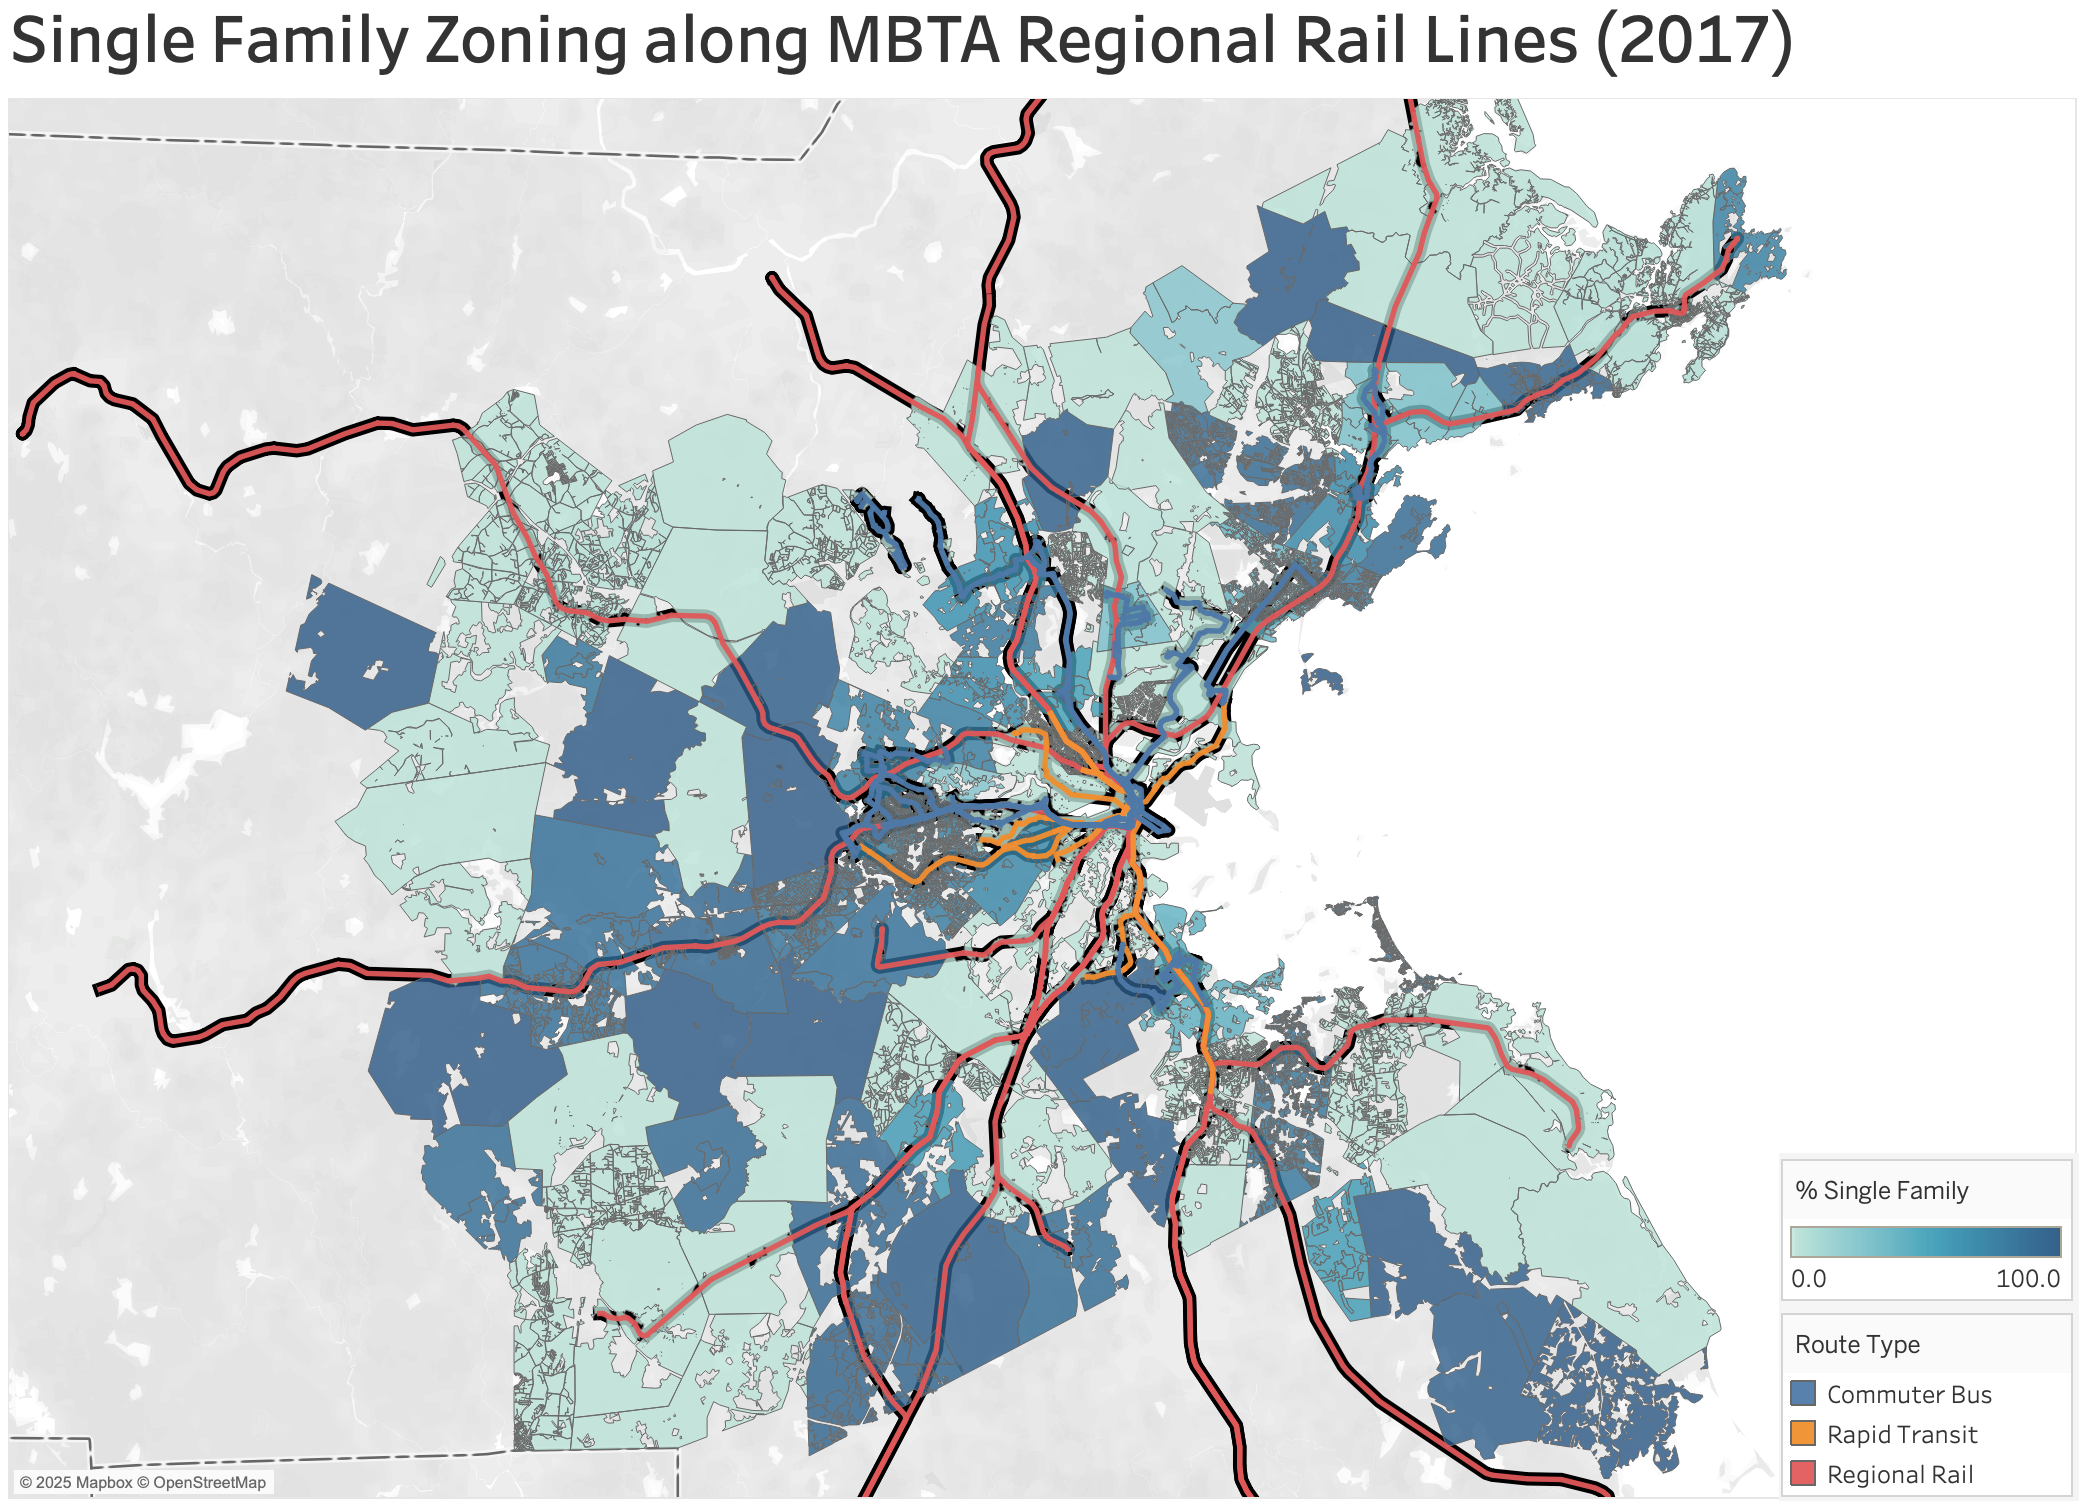 Single Family Zoning along MBTA Regional Rail Lines (2017)
% Single Family
0.0 100.0
Route Type
Commuter Bus
Rapid Transit
Regional Rail
© 2025 Mapbox © OpenStreetMap